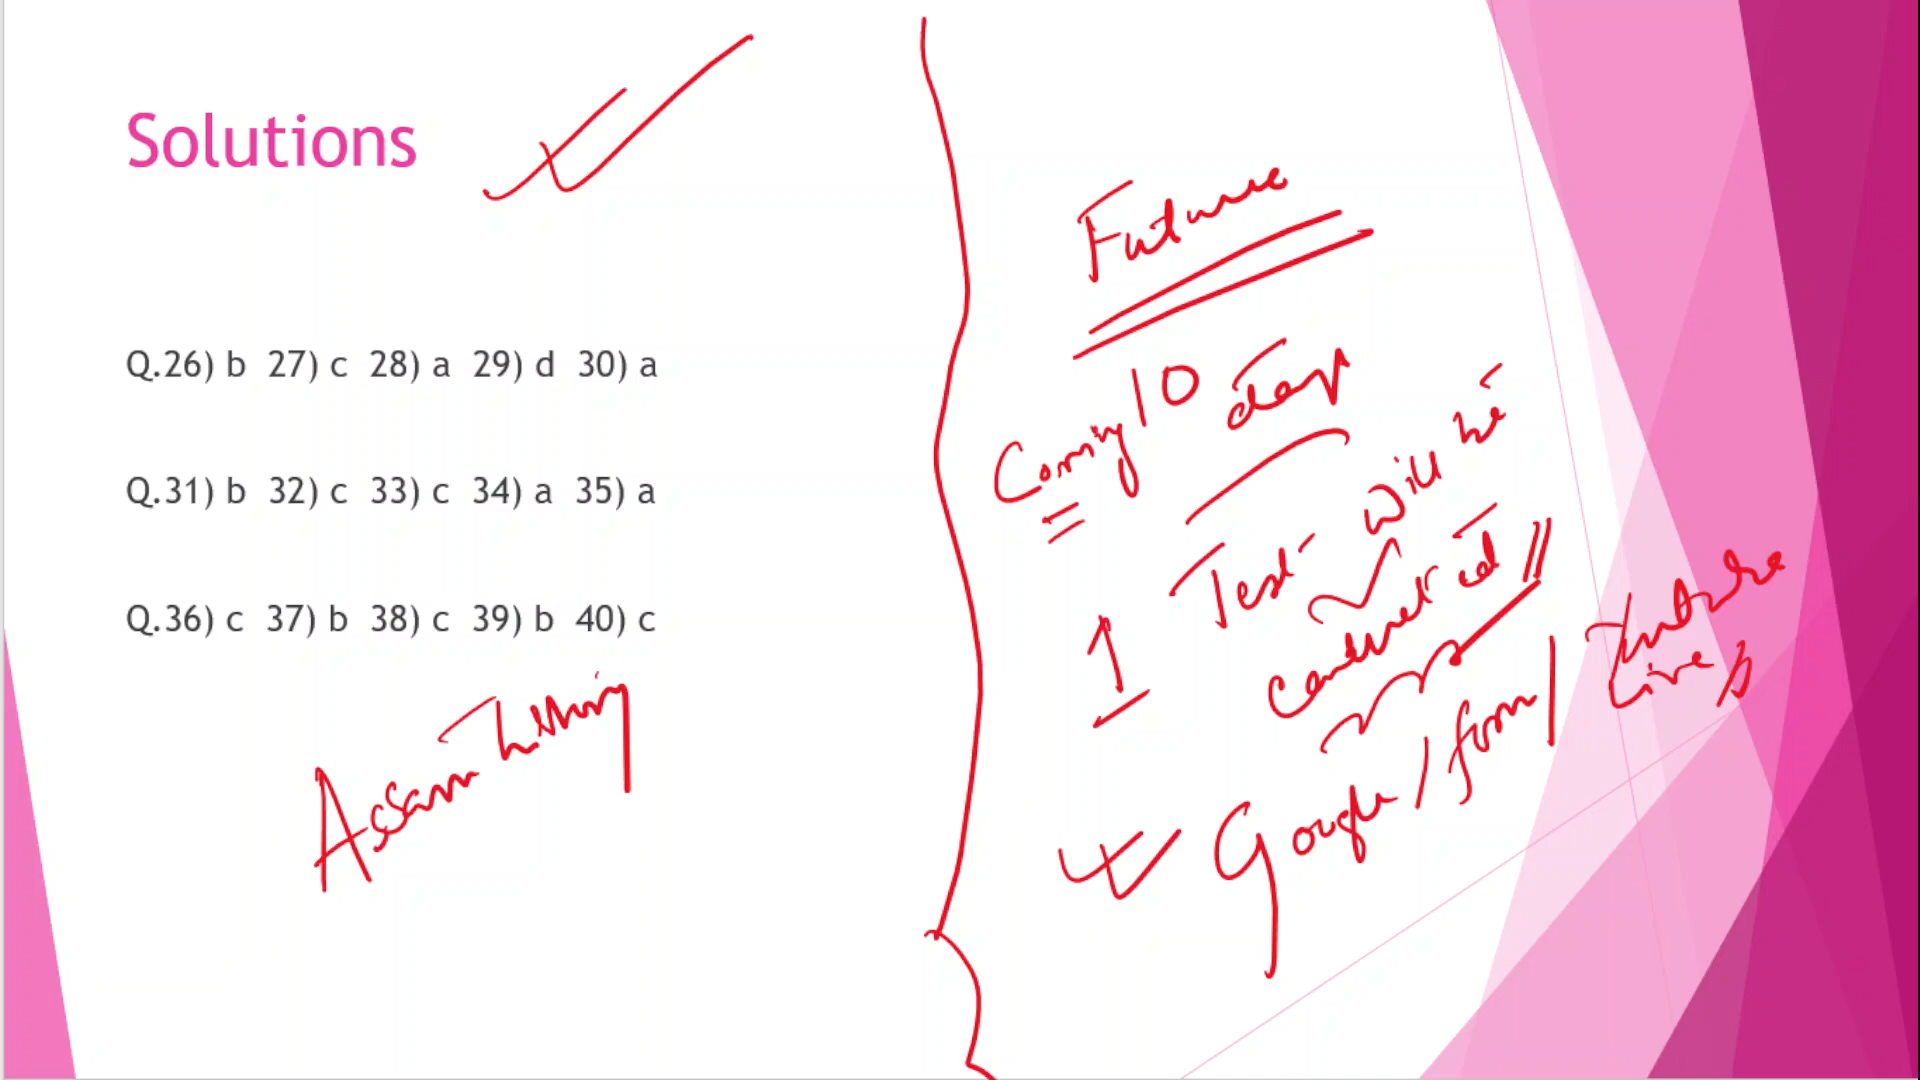 Solutions
Q.26) b 27) c 28) a 29) d 30) a
Q.31) b 32) c 33) c 34) a 35) a
Q.36) c 37) b 38) c 39) b 40) c
Assam
Future
Coming 10 days
1 Test will be
Google / form /
Live